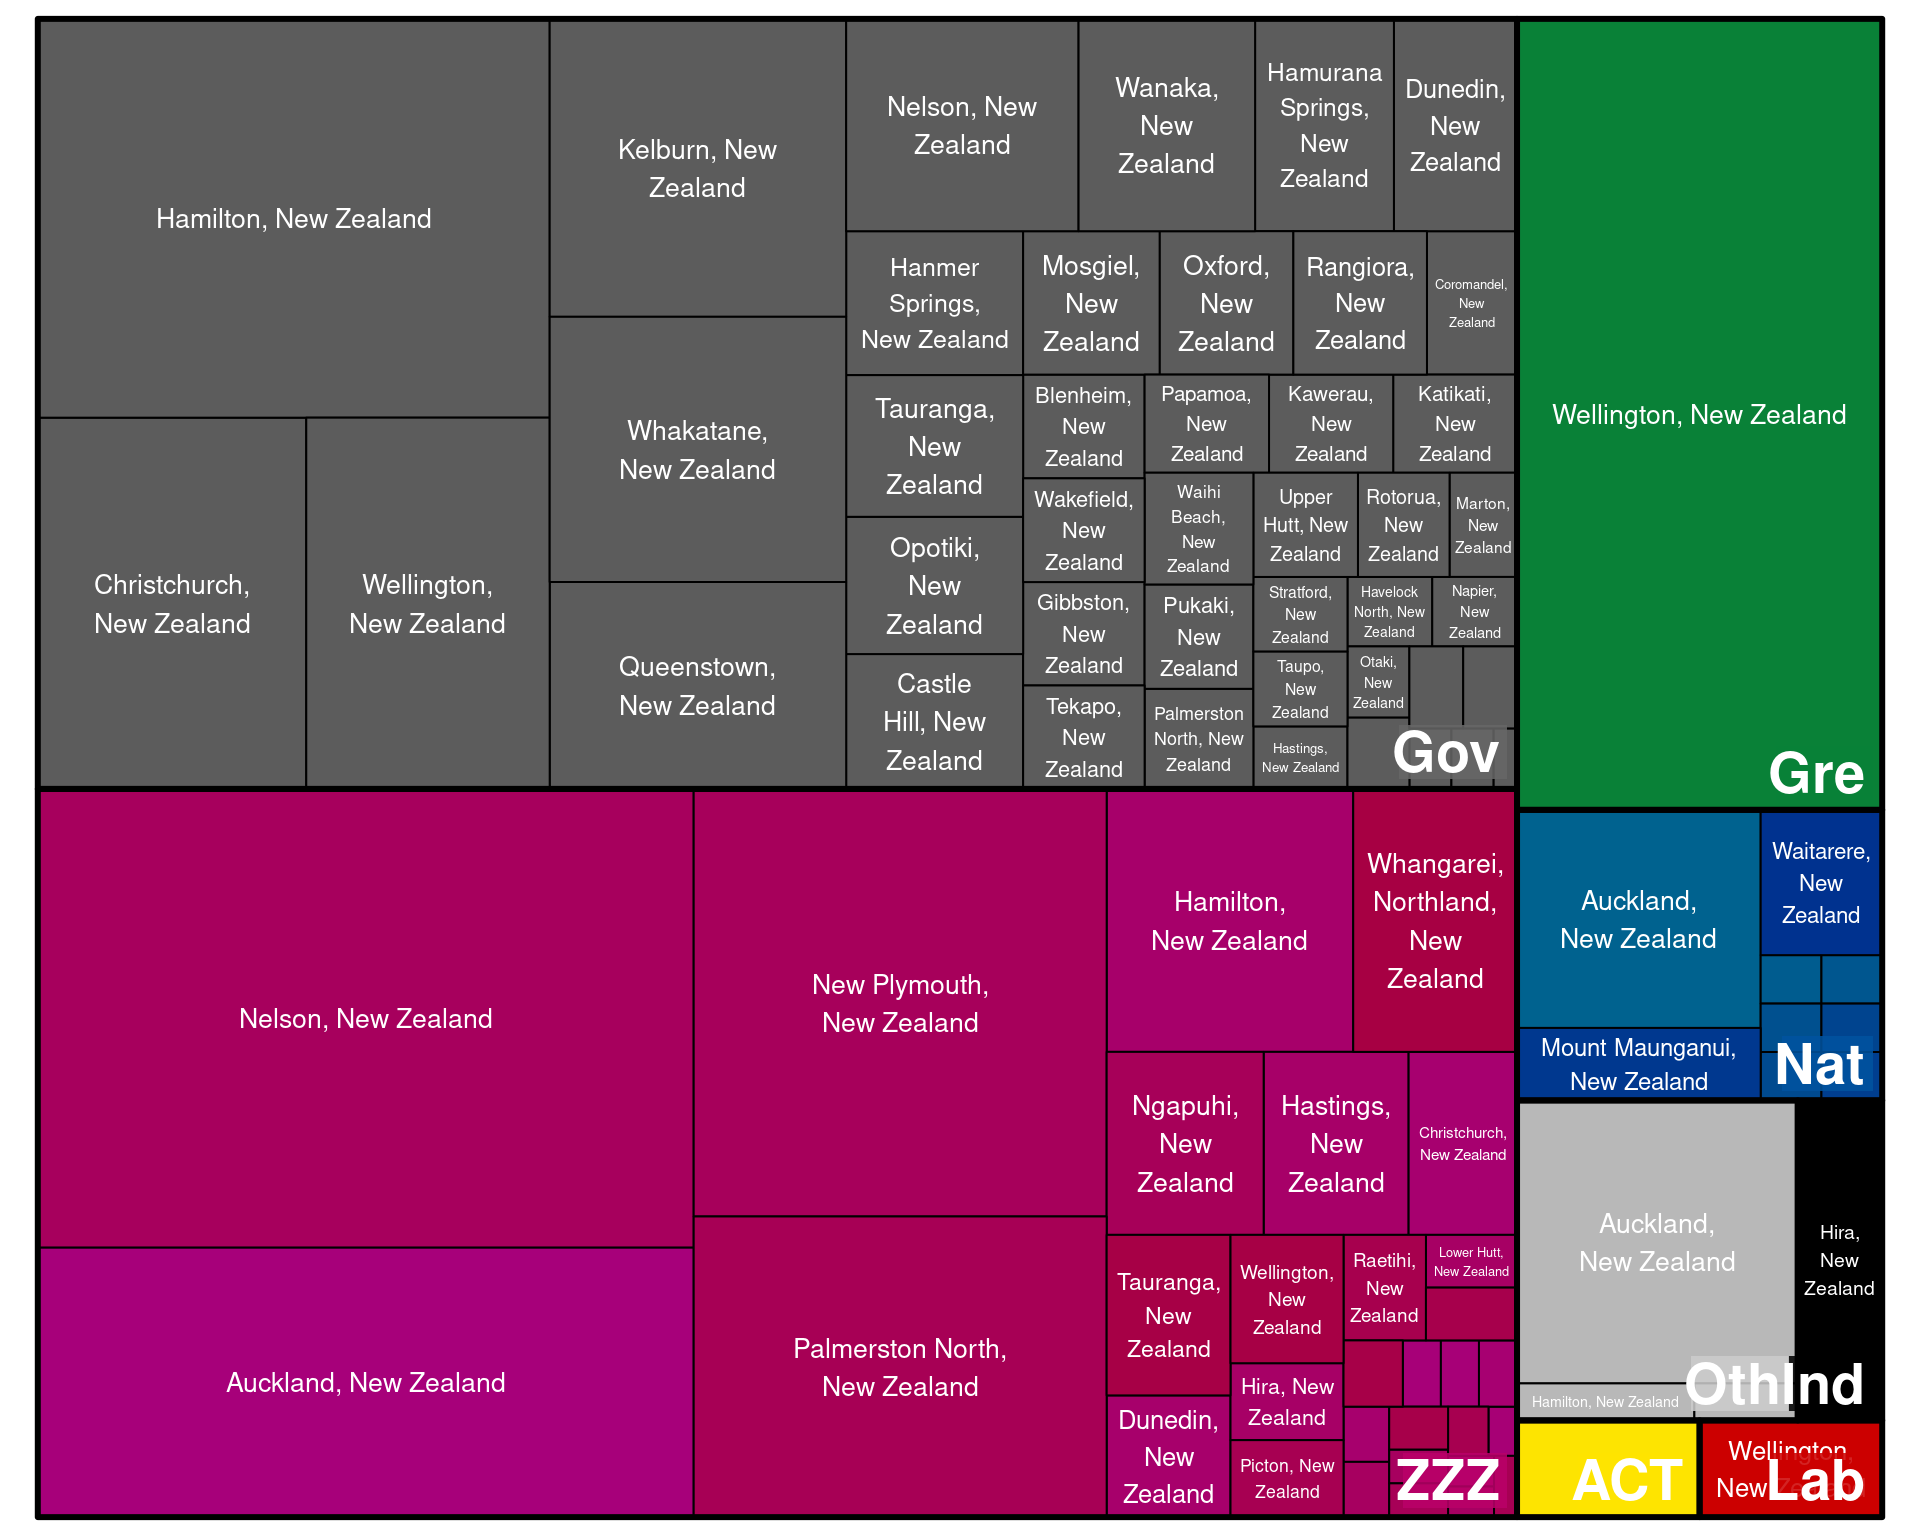 Hamilton, New Zealand
Christchurch,
New Zealand
Wellington,
New Zealand
Kelburn, New
Zealand
Whakatane,
New Zealand
Queenstown,
New Zealand
Nelson, New
Zealand
Wanaka,
New
Zealand
Hamurana
Springs,
New
Zealand
Dunedin,
New
Zealand
Hanmer
Springs,
New Zealand
Mosgiel,
New
Zealand
Oxford,
New
Zealand
Rangiora,
New
Zealand
Coromandel,
New
Zealand
Tauranga,
New
Zealand
Opotiki,
New
Zealand
Castle
Hill, New
Zealand
Blenheim,
New
Zealand
Wakefield,
New
Zealand
Gibbston,
New
Zealand
Tekapo,
New
Zealand
Papamoa,
New
Zealand
Kawerau,
New
Zealand
Katikati,
New
Zealand
Waihi
Beach,
New
Zealand
Pukaki,
New
Zealand
Palmerston
North, New
Zealand
Upper
Hutt, New
Zealand
Rotorua,
New
Zealand
Marton,
New
Zealand
Stratford,
New
Zealand
Havelock
North, New
Zealand
Napier,
New
Zealand
Taupo,
New
Zealand
Otaki,
New
Zealand
Hastings,
New Zealand
Gov
Wellington, New Zealand
Gre
Nelson, New Zealand
Auckland, New Zealand
New Plymouth,
New Zealand
Palmerston North,
New Zealand
Hamilton,
New Zealand
Whangarei,
Northland,
New
Zealand
Ngapuhi,
New
Zealand
Hastings,
New
Zealand
Christchurch,
New Zealand
Tauranga,
New
Zealand
Dunedin,
New
Zealand
Wellington,
New
Zealand
Hira, New
Zealand
Picton, New
Zealand
Raetihi,
New
Zealand
Lower Hutt,
New Zealand
ZZZ
Auckland,
New Zealand
Mount Maunganui,
New Zealand
Waitarere,
New
Zealand
Nat
Auckland,
New Zealand
Hamilton, New Zealand
Oth
Hira,
New
Zealand
Ind
ACT
Wellington,
New Zealand
Lab